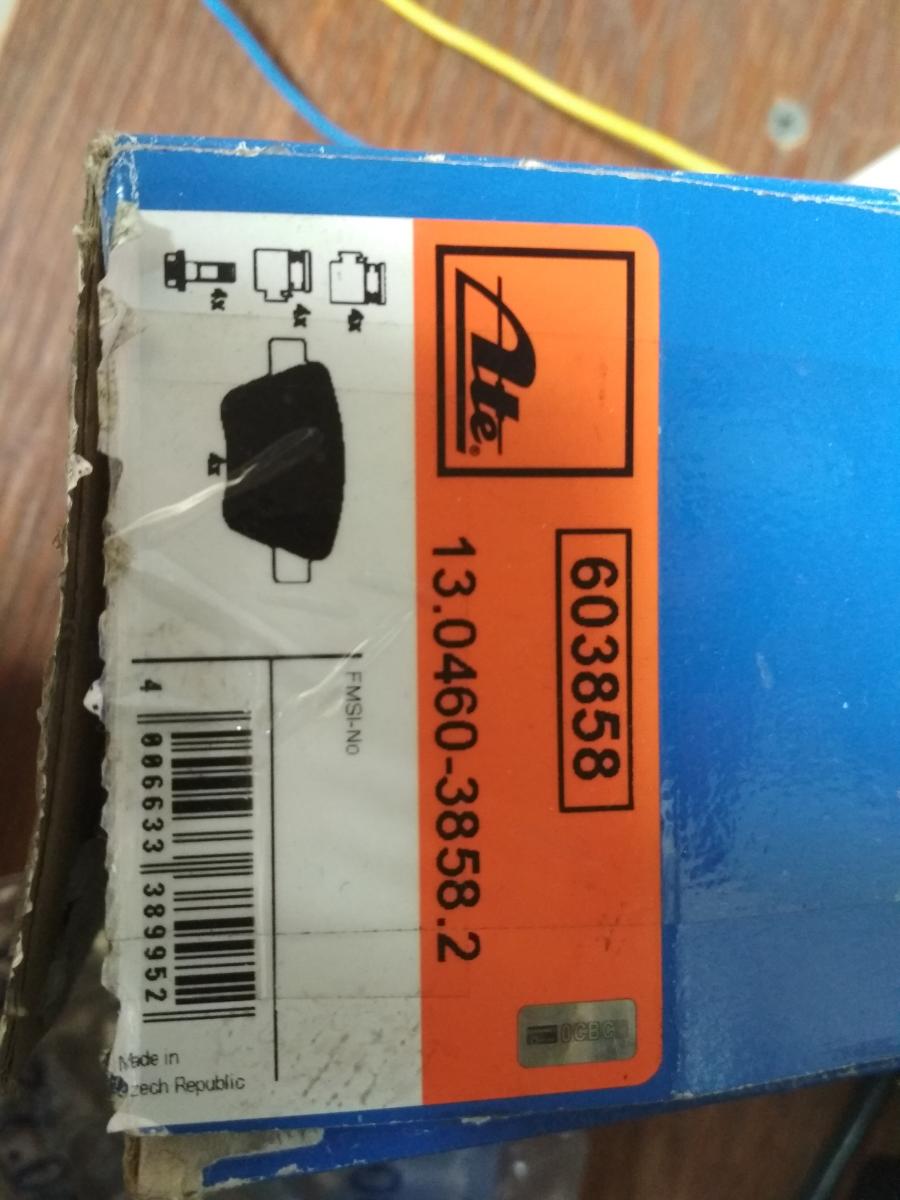 Ate®
603858
13.0460-3858.2
4x
4x
4x
4x
FMSI-No
4 006633 389952
Made in
Czech Republic